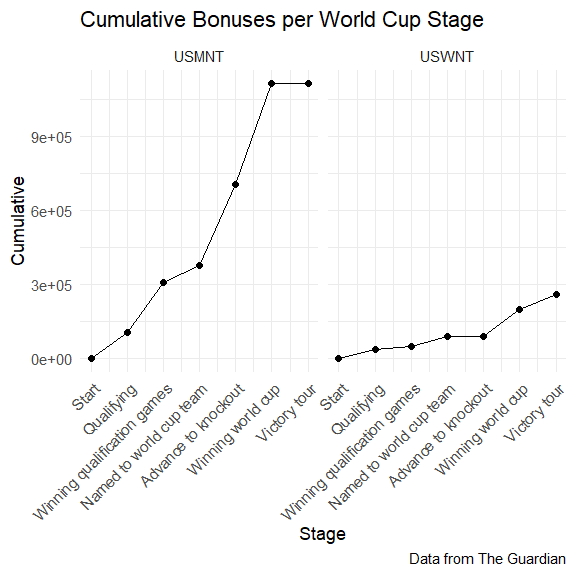 Cumulative Bonuses per World Cup Stage
USMNT
USWNT
Cumulative
9e+05
6e+05
3e+05
0e+00
Start
Qualifying
Winning qualification games
Named to world cup team
Advance to knockout
Winning world cup
Victory tour
Start
Qualifying
Winning qualification games
Named to world cup team
Advance to knockout
Winning world cup
Victory tour
Stage
Data from The Guardian